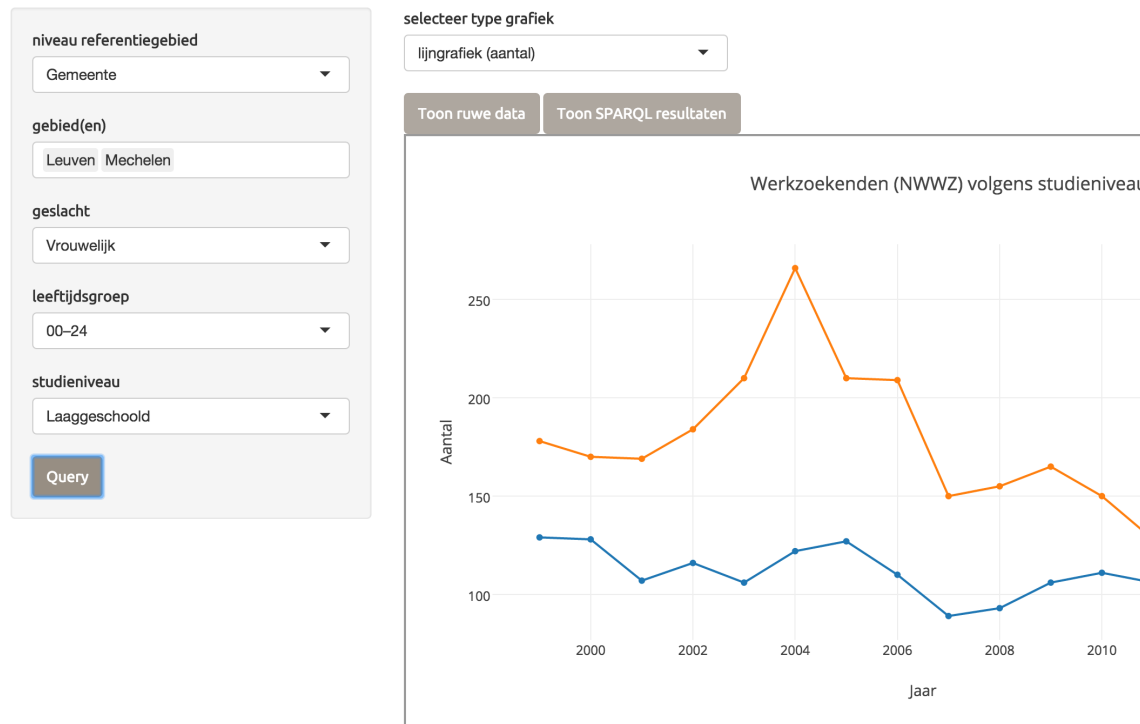 niveau referentiegebied
Gemeente
gebied(en)
Leuven Mechelen
geslacht
Vrouwelijk
leeftijdsgroep
00–24
studieniveau
Laaggeschoold
Query
selecteer type grafiek
lijngrafiek (aantal)
Toon ruwe data Toon SPARQL resultaten
Werkzoekenden (NWWZ) volgens studieniveau
250
200
150
100
Aantal
2000 2002 2004 2006 2008 2010
Jaar